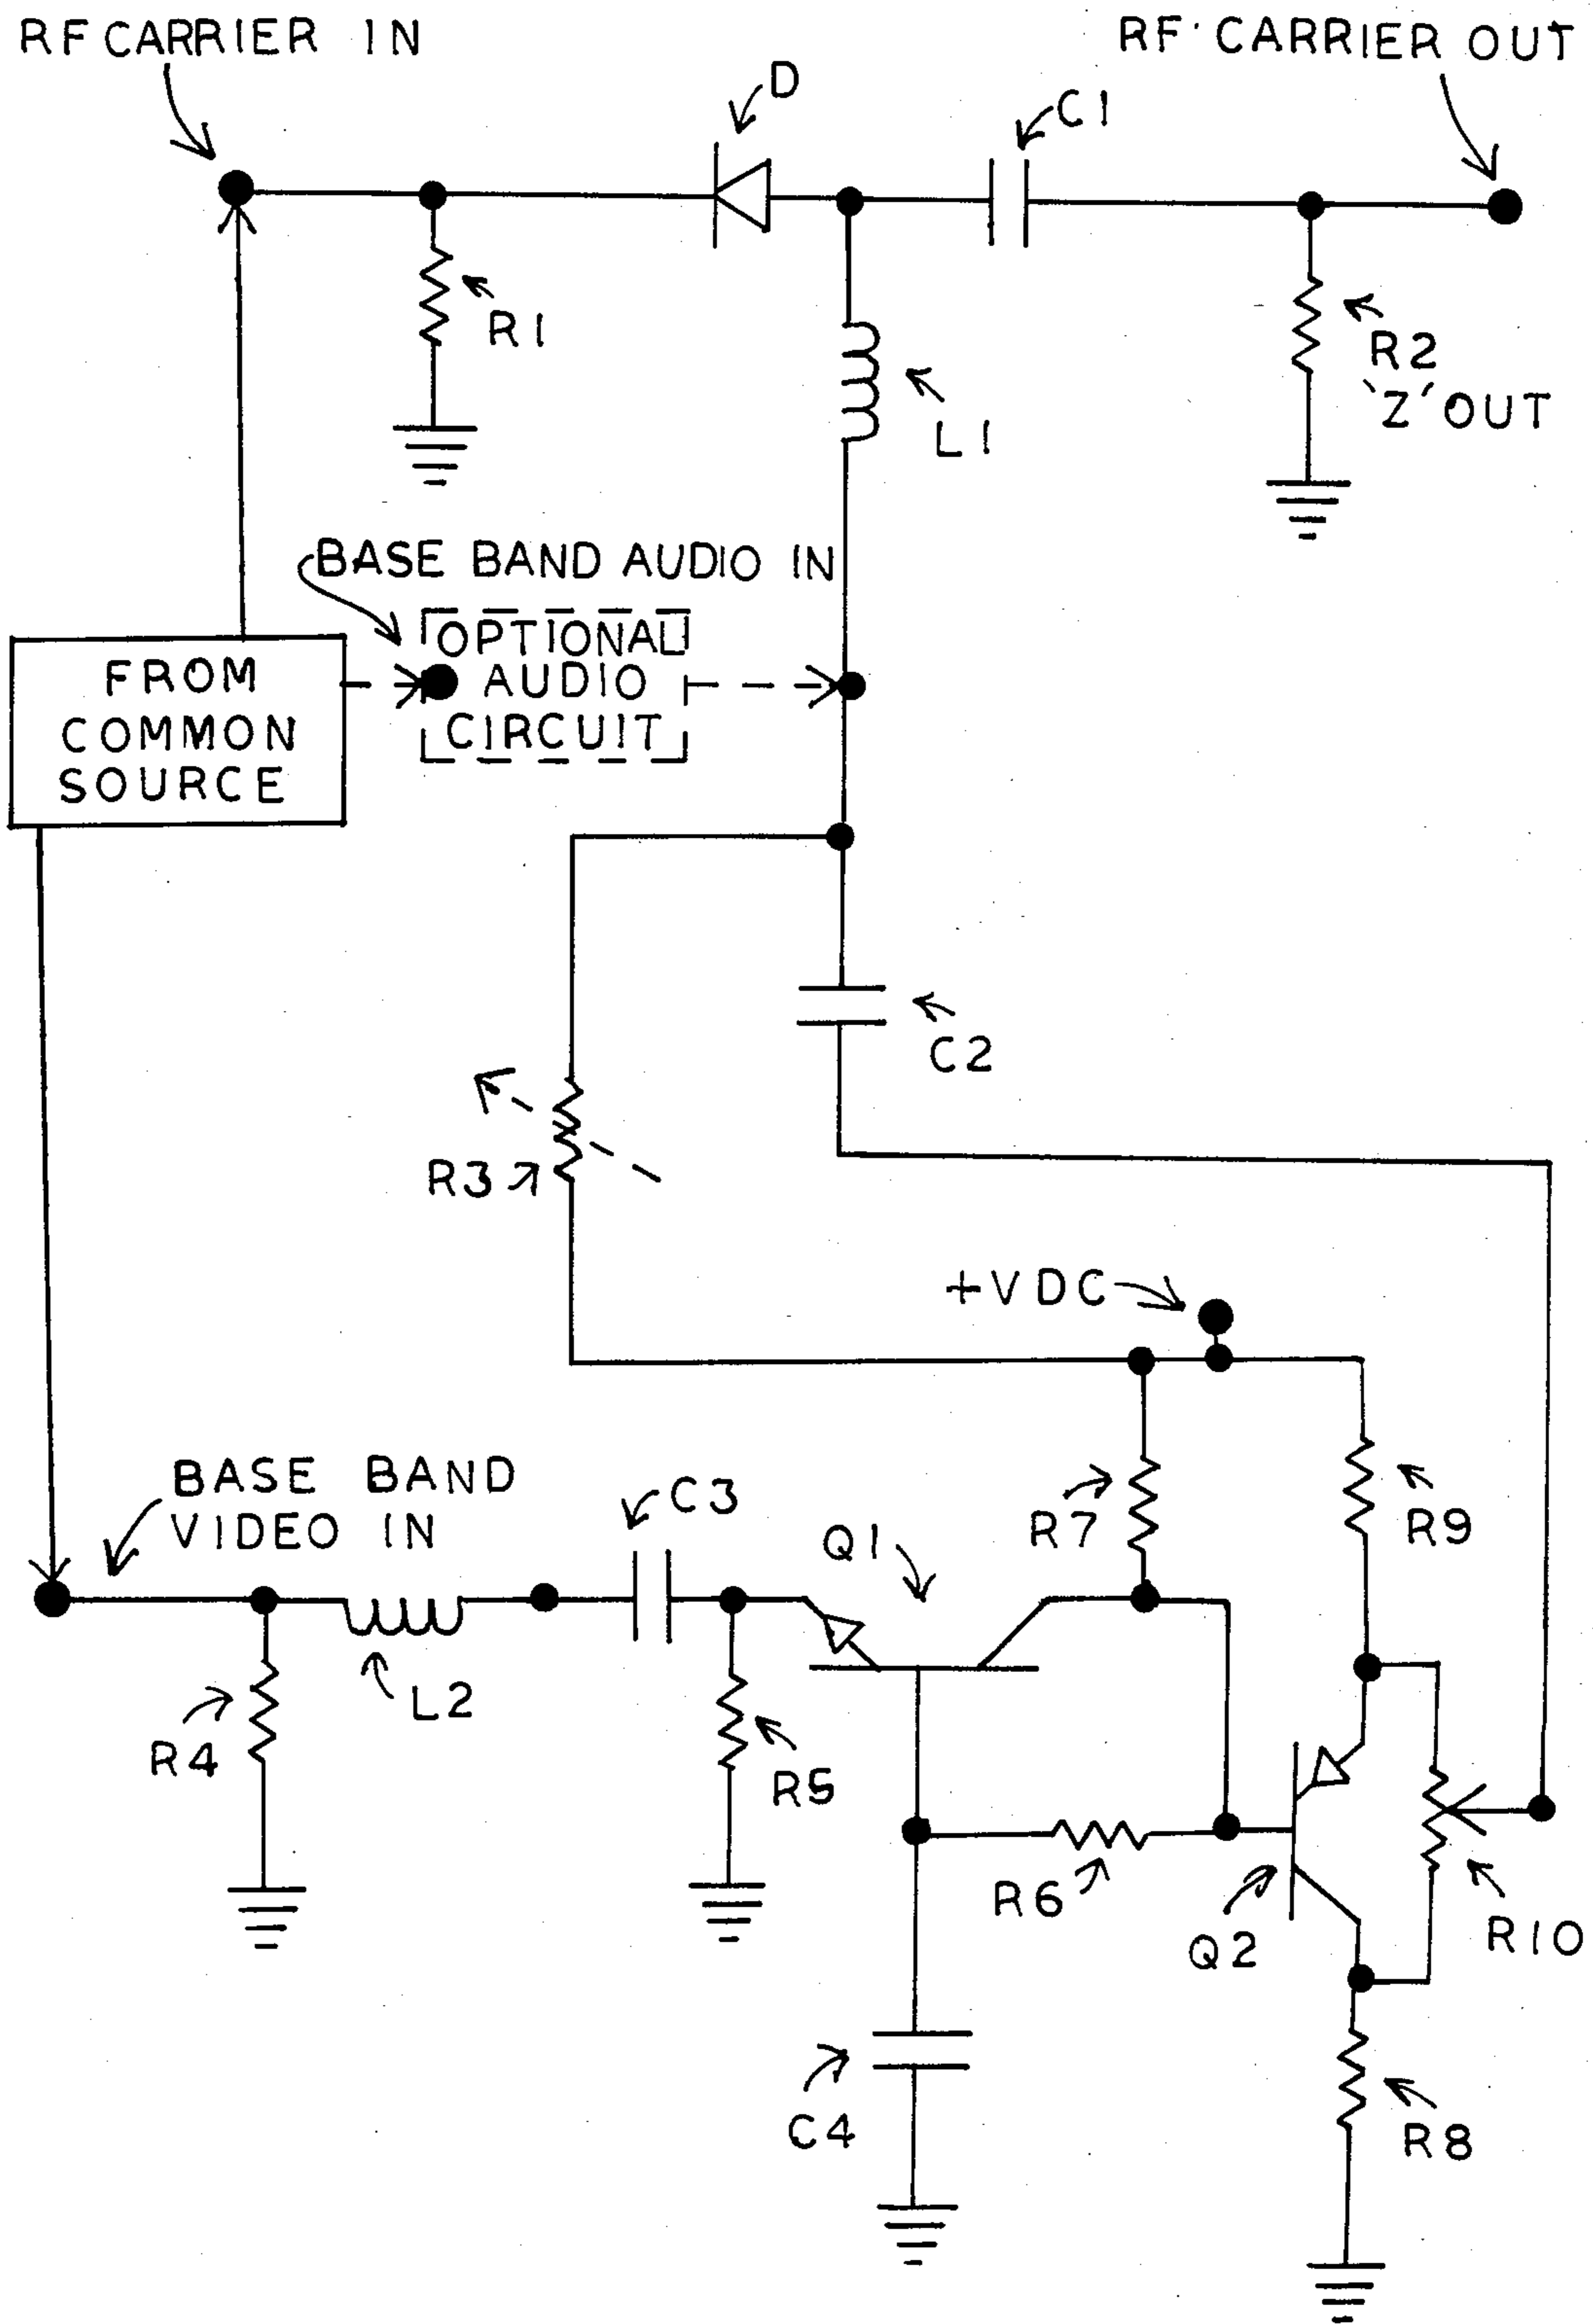 RF CARRIER IN
RF CARRIER OUT
D
C1
R1
R2
'Z' OUT
L1
BASE BAND AUDIO IN
OPTIONAL
AUDIO
CIRCUIT
FROM
COMMON
SOURCE
C2
R3
+VDC
BASE BAND
VIDEO IN
C3
Q1
R7
R9
R4
L2
R5
R6
Q2
R10
C4
R8